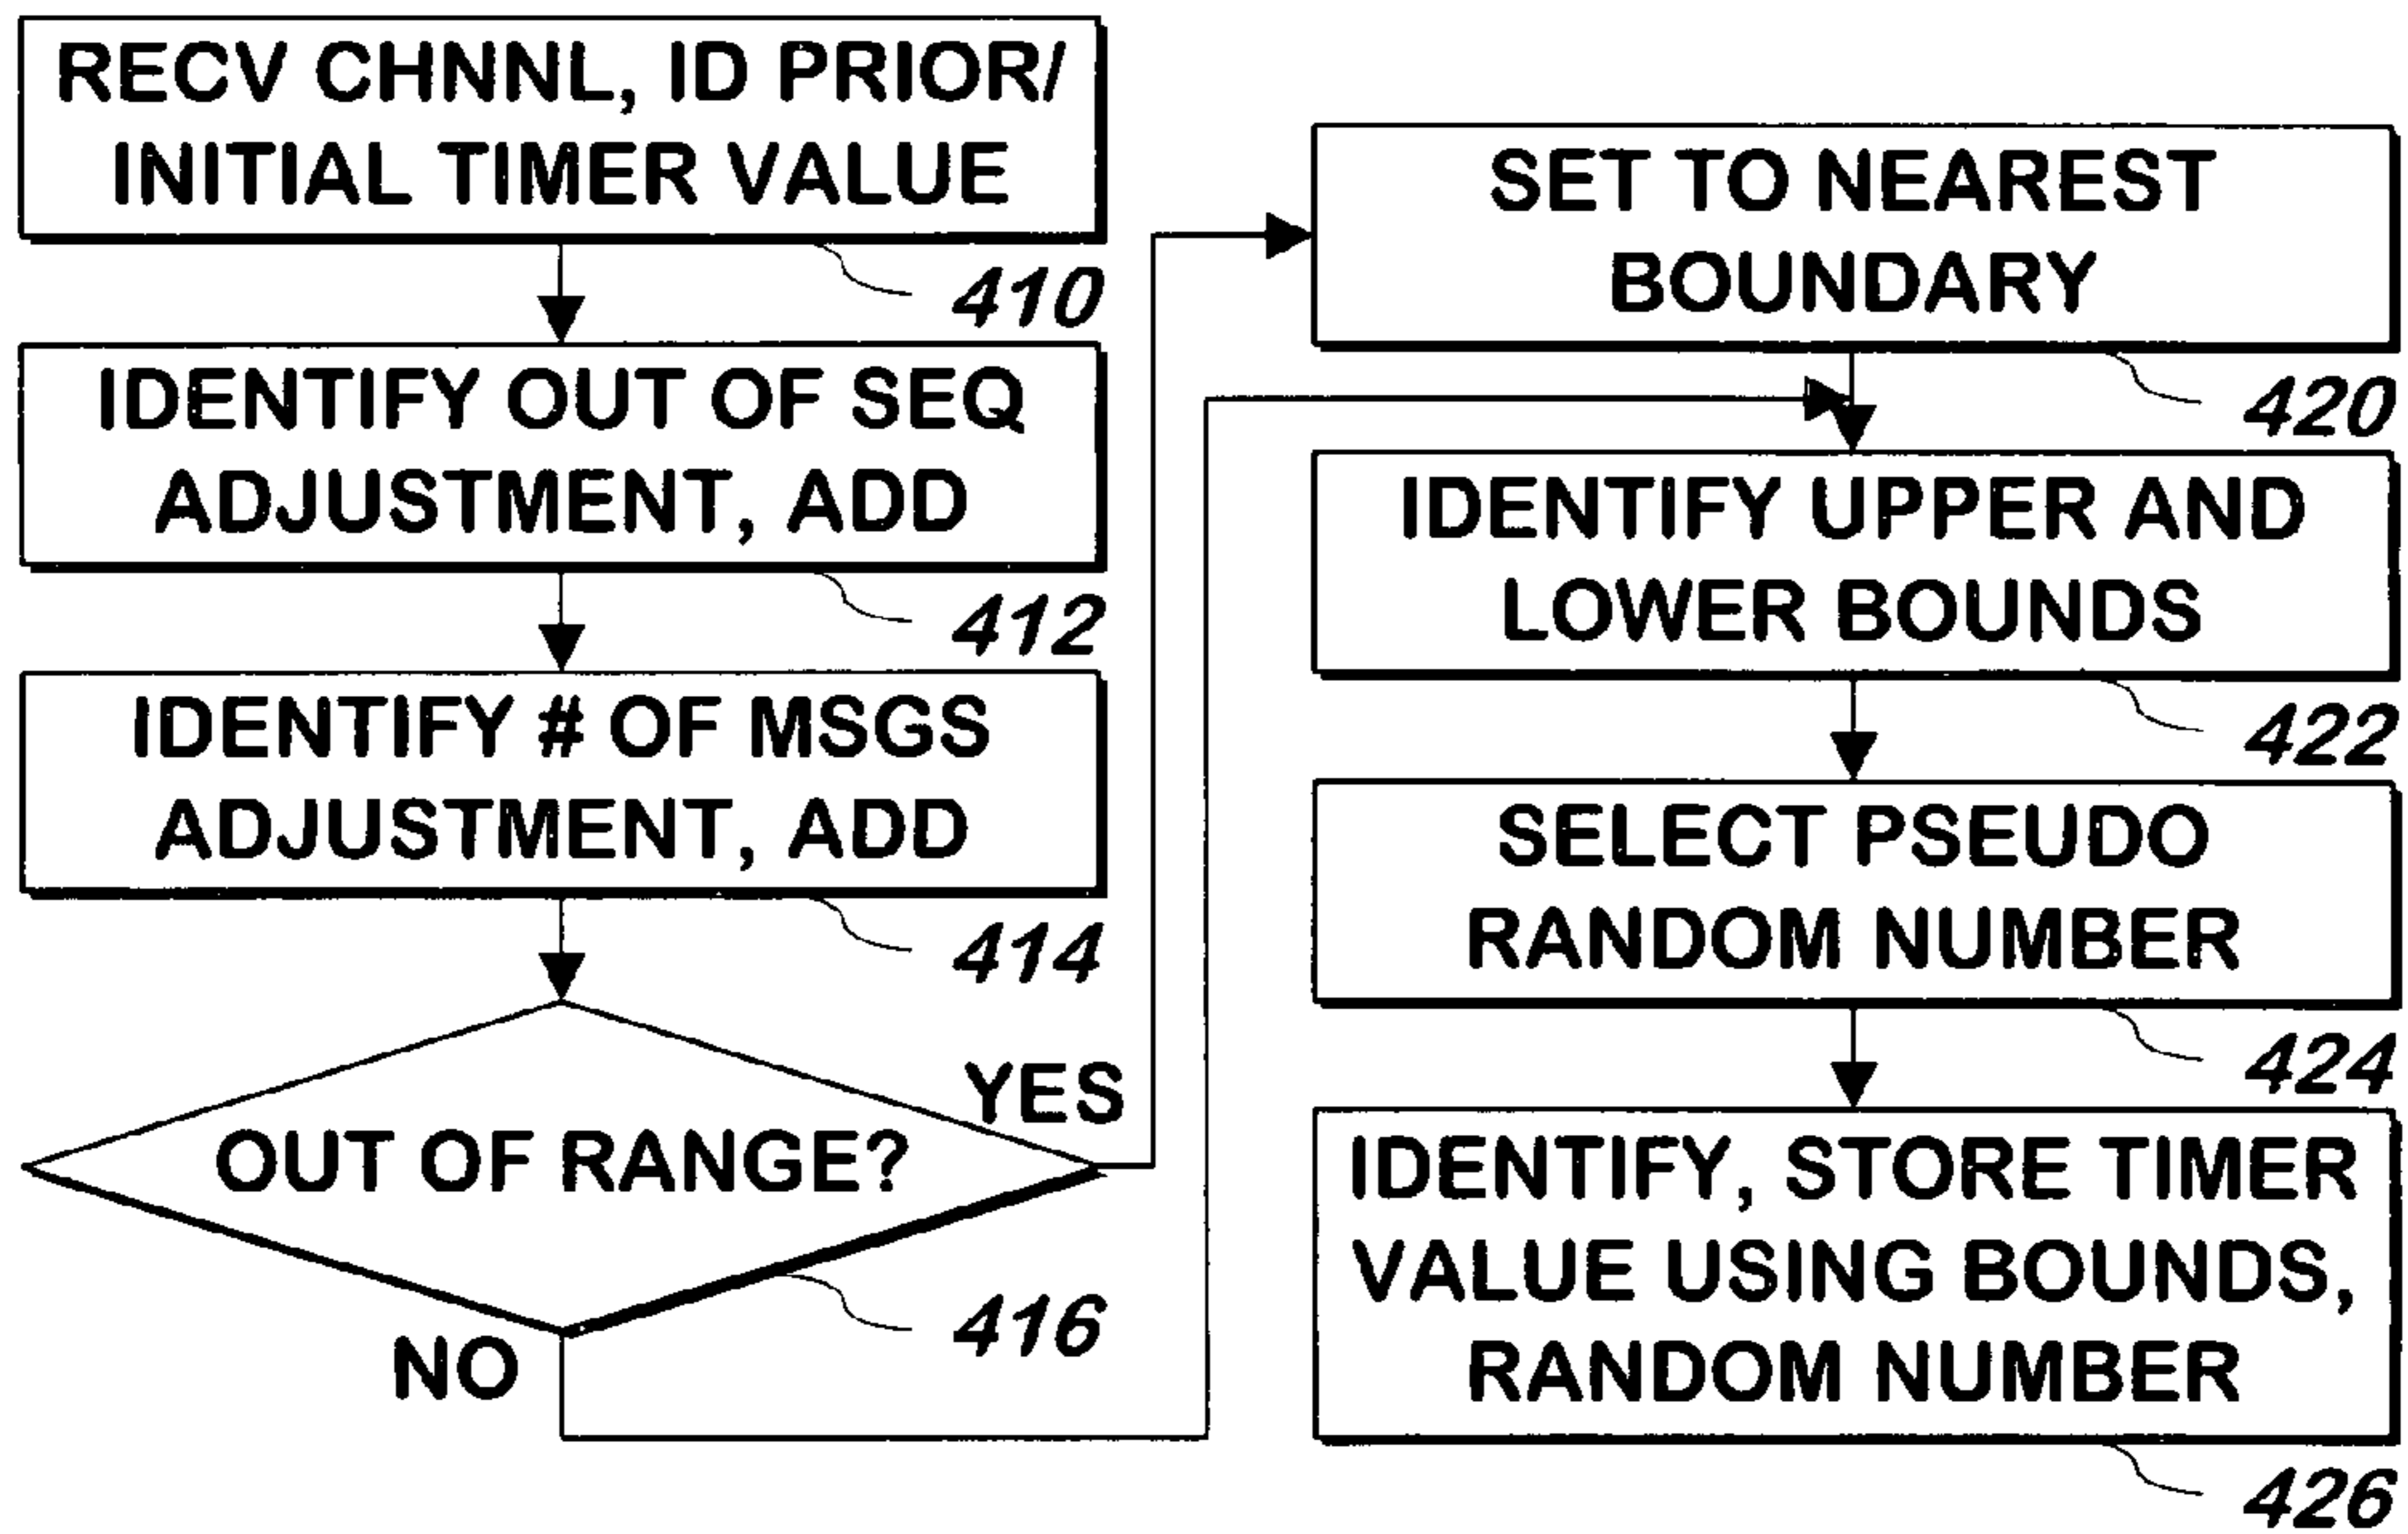 RECV CHNNL, ID PRIOR/
INITIAL TIMER VALUE
410
IDENTIFY OUT OF SEQ
ADJUSTMENT, ADD
412
IDENTIFY # OF MSGS
ADJUSTMENT, ADD
414
OUT OF RANGE?
YES
NO
416
SET TO NEAREST
BOUNDARY
420
IDENTIFY UPPER AND
LOWER BOUNDS
422
SELECT PSEUDO
RANDOM NUMBER
424
IDENTIFY, STORE TIMER
VALUE USING BOUNDS,
RANDOM NUMBER
426